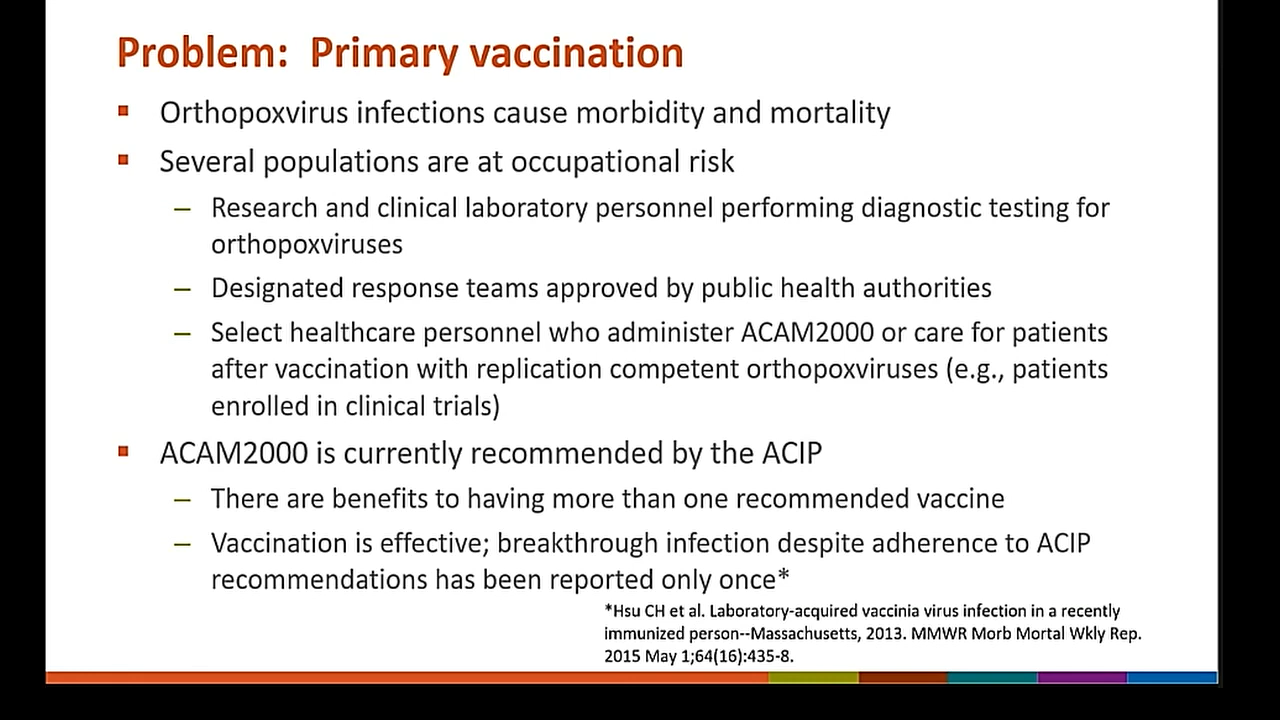 Problem:  Primary vaccination
▪ Orthopoxvirus infections cause morbidity and mortality
▪ Several populations are at occupational risk
– Research and clinical laboratory personnel performing diagnostic testing for
orthopoxviruses
– Designated response teams approved by public health authorities
– Select healthcare personnel who administer ACAM2000 or care for patients
after vaccination with replication competent orthopoxviruses (e.g., patients
enrolled in clinical trials)
▪ ACAM2000 is currently recommended by the ACIP
– There are benefits to having more than one recommended vaccine
– Vaccination is effective; breakthrough infection despite adherence to ACIP
recommendations has been reported only once*
*Hsu CH et al. Laboratory-acquired vaccinia virus infection in a recently
immunized person--Massachusetts, 2013. MMWR Morb Mortal Wkly Rep.
2015 May 1;64(16):435-8.